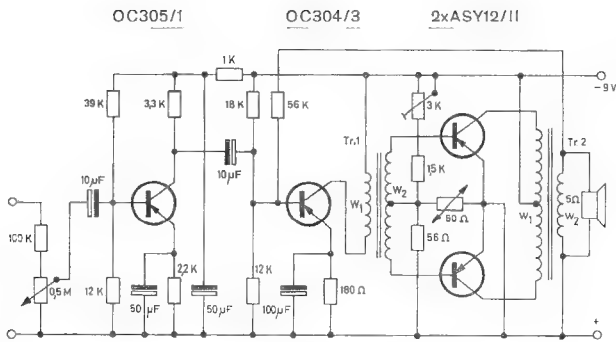 OC305/1 OC304/3 2xASY12/II
1K
-9V
39K 3,3K 18K 56K 3K
Tr.1 Tr.2
10µF 10µF 15K 5Ω
W1 W2 60Ω W1 W2
100K 56Ω
0,5M 12K 2,2K 12K
50µF 50µF 100µF 180Ω
+